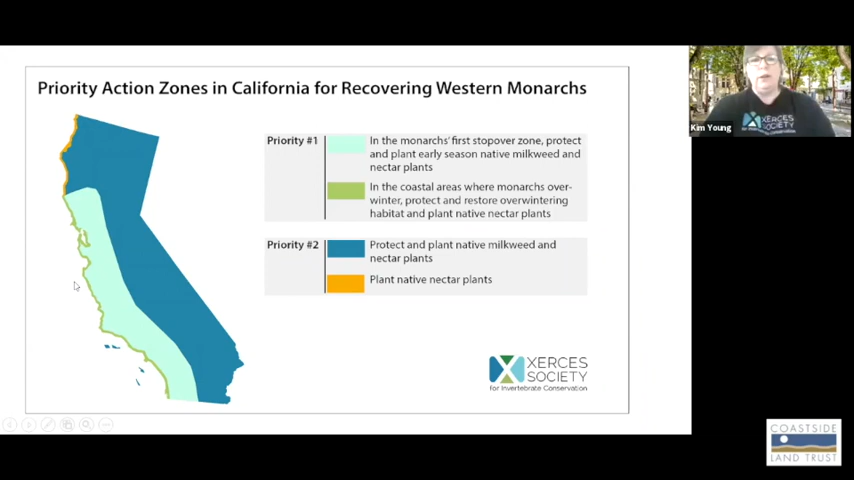 Priority Action Zones in California for Recovering Western Monarchs
Priority #1
In the monarchs' first stopover zone, protect
and plant early season native milkweed and
nectar plants
In the coastal areas where monarchs over-
winter, protect and restore overwintering
habitat and plant native nectar plants
Priority #2
Protect and plant native milkweed and
nectar plants
Plant native nectar plants
XERCES
SOCIETY
for Invertebrate Conservation
XERCES
SOCIETY
Kim Young
COASTSIDE
LAND TRUST